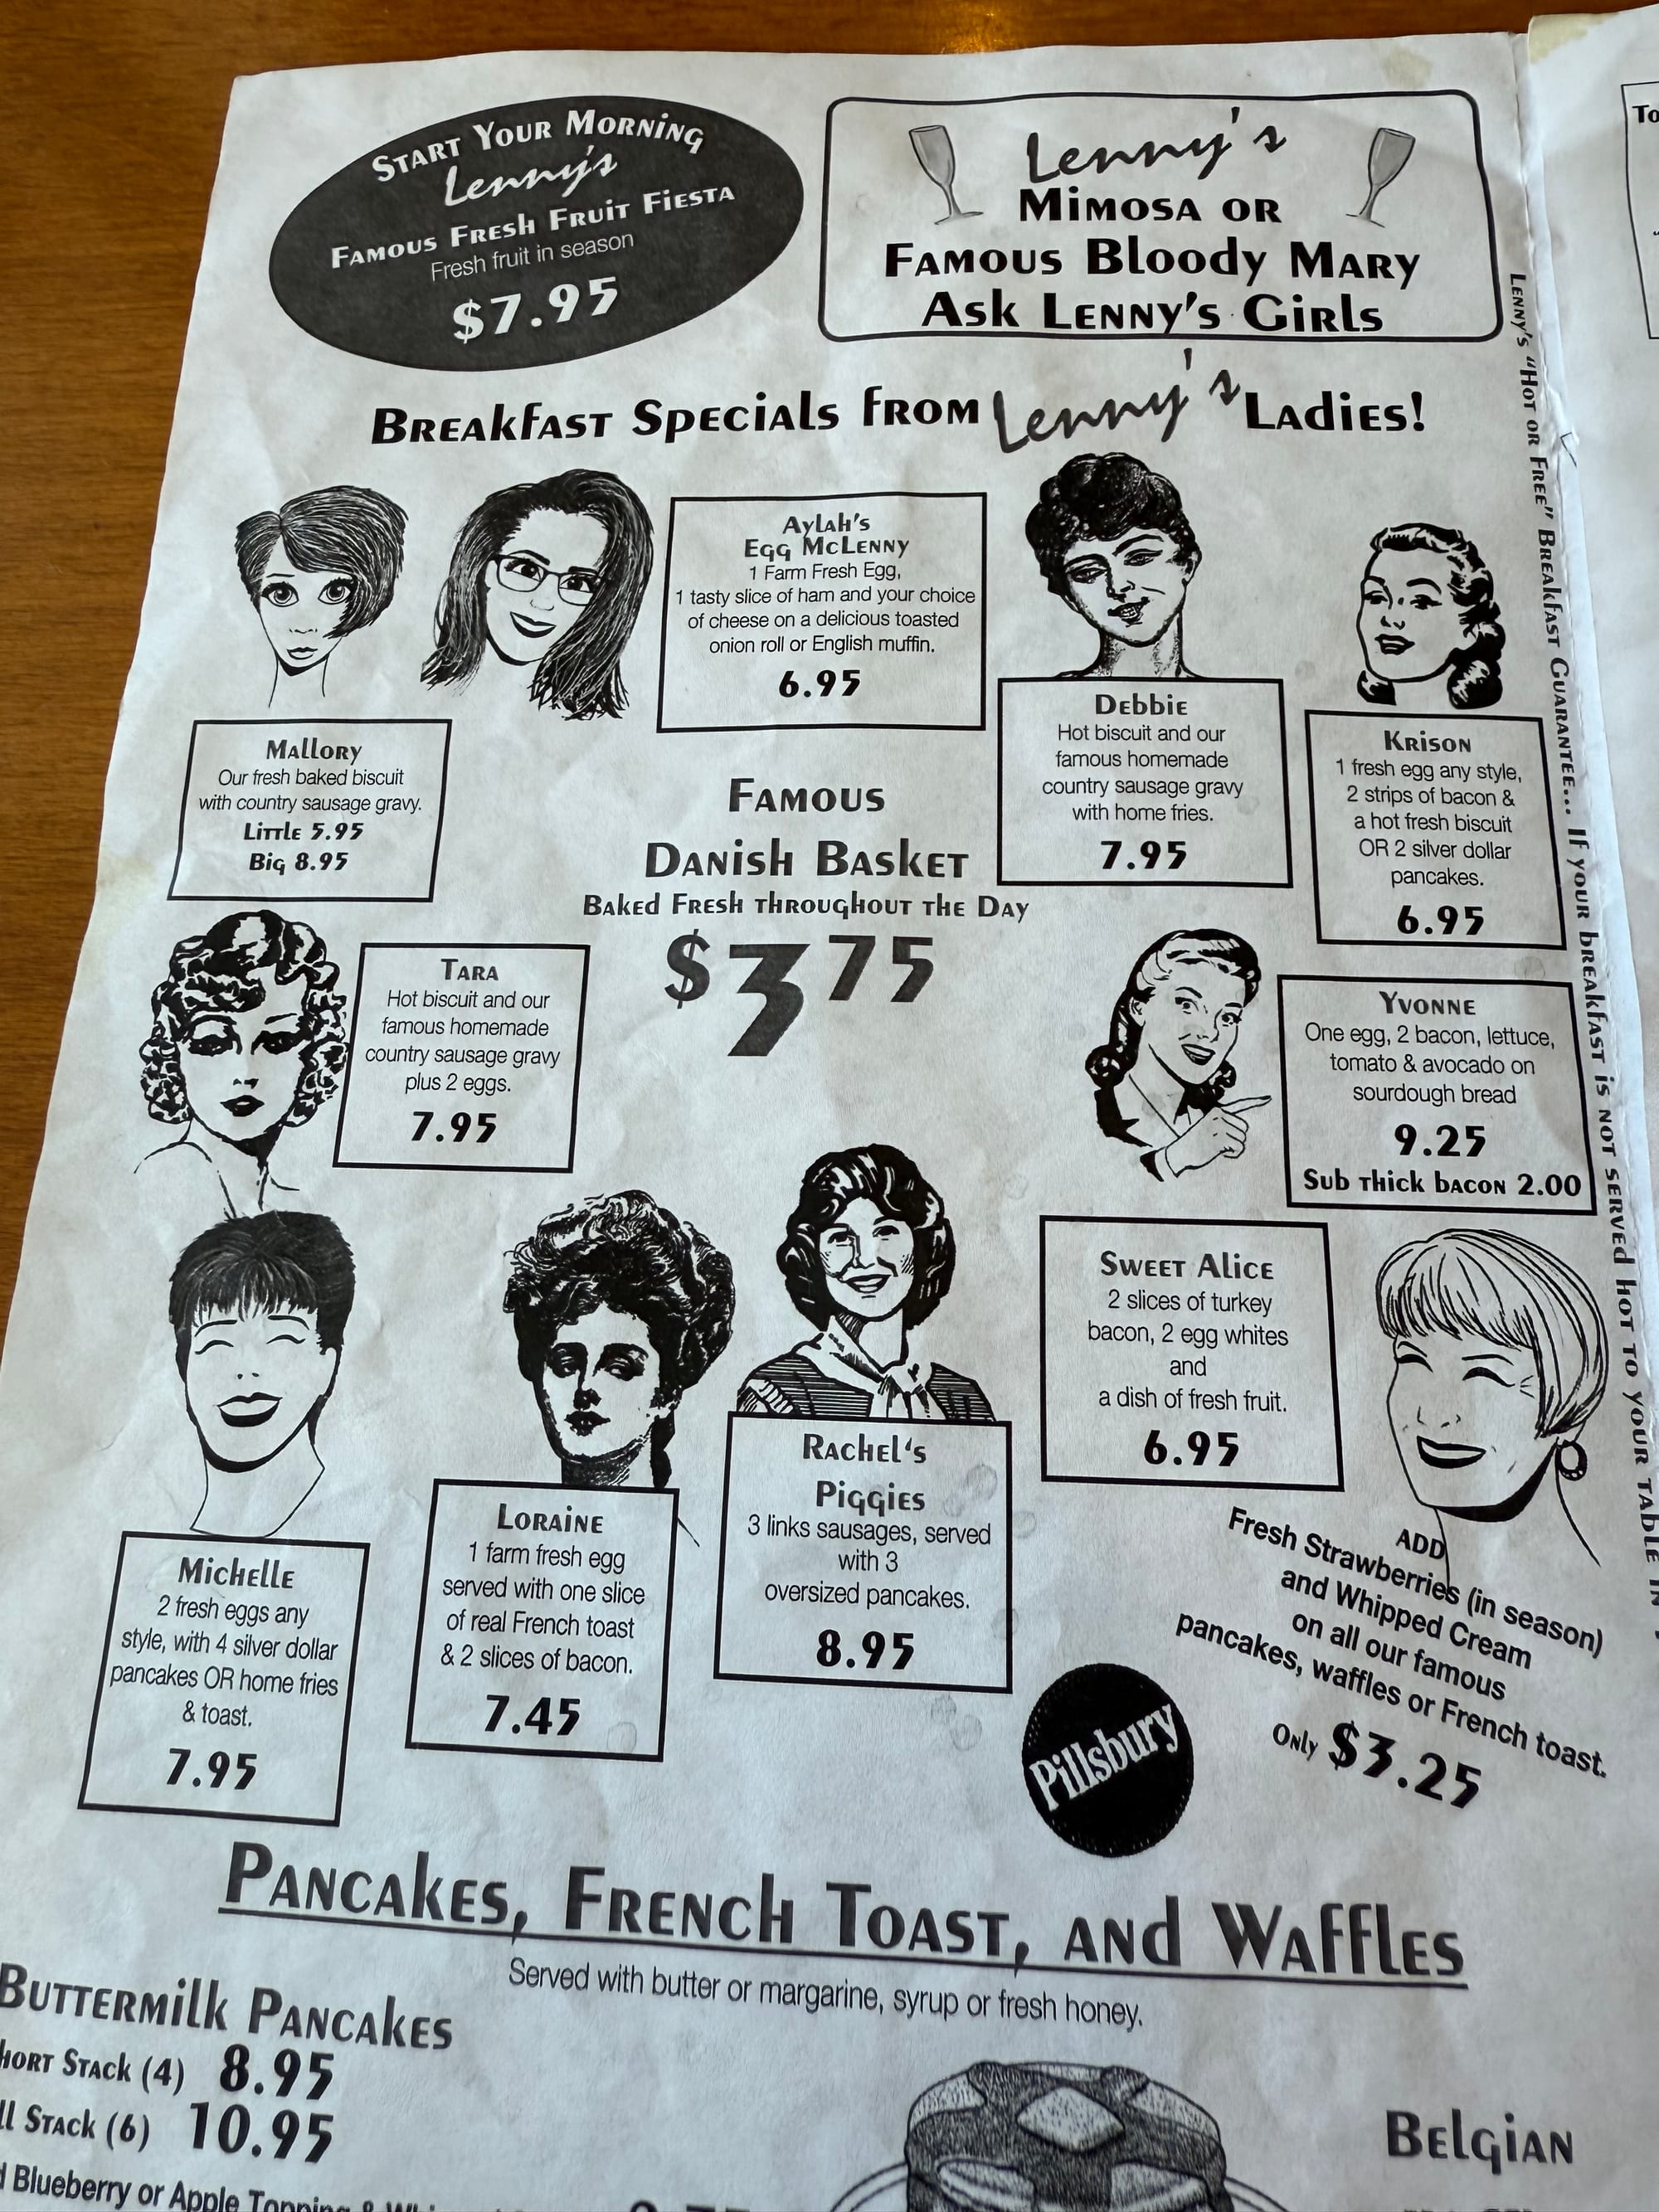 Start Your Morning
Lenny's
Famous Fresh Fruit Fiesta
Fresh fruit in season
$7.95
Lenny's
Mimosa or
Famous Bloody Mary
Ask Lenny's Girls
Breakfast Specials from Lenny's Ladies!
Aylah's
Egg McLenny
1 Farm Fresh Egg,
1 tasty slice of ham and your choice
of cheese on a delicious toasted
onion roll or English muffin.
6.95
Mallory
Our fresh baked biscuit
with country sausage gravy.
Little 5.95
Big 8.95
Debbie
Hot biscuit and our
famous homemade
country sausage gravy
with home fries.
7.95
Krison
1 fresh egg any style,
2 strips of bacon &
a hot fresh biscuit
OR 2 silver dollar
pancakes.
6.95
Famous
Danish Basket
Baked Fresh throughout the Day
$3 75
Tara
Hot biscuit and our
famous homemade
country sausage gravy
plus 2 eggs.
7.95
Yvonne
One egg, 2 bacon, lettuce,
tomato & avocado on
sourdough bread
9.25
Sub thick bacon 2.00
Sweet Alice
2 slices of turkey
bacon, 2 egg whites
and
a dish of fresh fruit.
6.95
Rachel's
Piggies
3 links sausages, served
with 3
oversized pancakes.
8.95
Loraine
1 farm fresh egg
served with one slice
of real French toast
& 2 slices of bacon.
7.45
Michelle
2 fresh eggs any
style, with 4 silver dollar
pancakes OR home fries
& toast.
7.95
ADD
Fresh Strawberries (in season)
and Whipped Cream
on all our famous
pancakes, waffles or French toast.
Only $3.25
Pillsbury
Lenny's "Hot or Free" Breakfast Guarantee... If your breakfast is not served hot to your table
Pancakes, French Toast, and Waffles
Served with butter or margarine, syrup or fresh honey.
Buttermilk Pancakes
hort Stack (4) 8.95
ll Stack (6) 10.95
Blueberry or Apple Topping &
Belgian
To